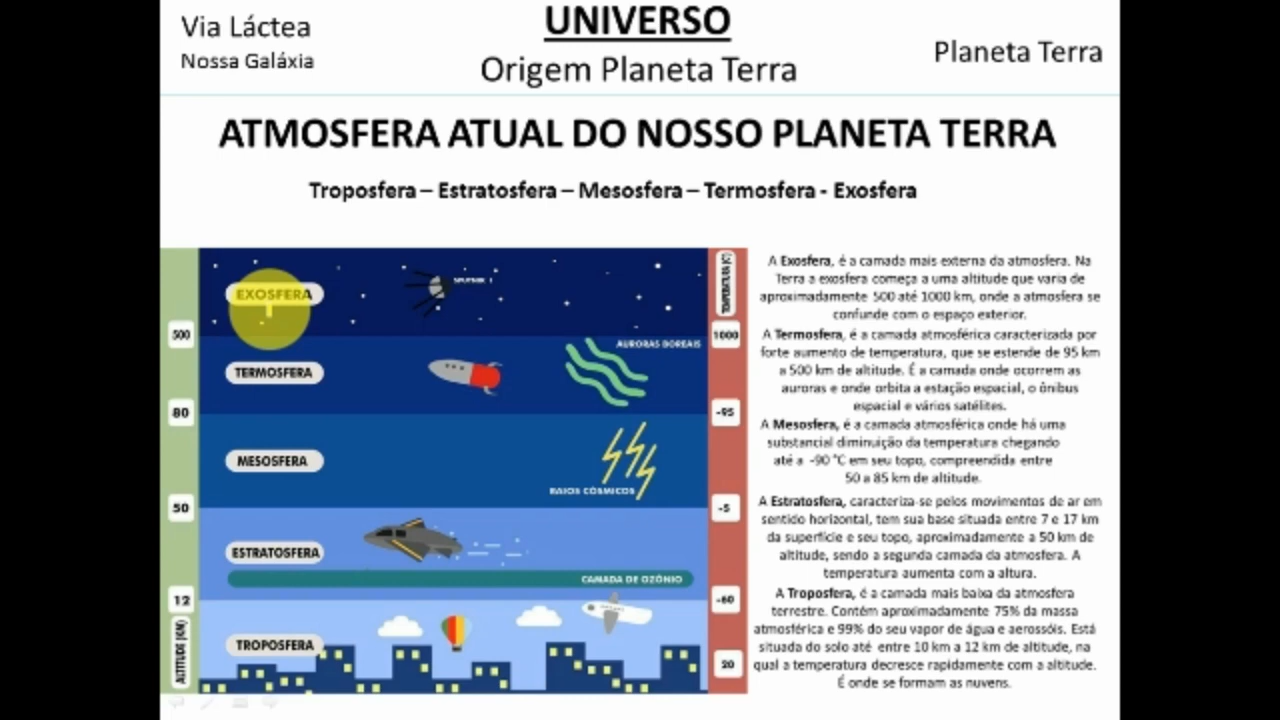 Via Láctea
Nossa Galáxia
UNIVERSO
Origem Planeta Terra
Planeta Terra
ATMOSFERA ATUAL DO NOSSO PLANETA TERRA
Troposfera – Estratosfera – Mesosfera – Termosfera - Exosfera
EXOSFERA
SPUTNIK 1
TEMPERATURA (C°)
500
1000
AURORAS BOREAIS
TERMOSFERA
80
-95
MESOSFERA
RAIOS CÓSMICOS
50
-5
ESTRATOSFERA
CAMADA DE OZÔNIO
12
-60
TROPOSFERA
ALTITUDE (KM)
20
A Exosfera, é a camada mais externa da atmosfera. Na
Terra a exosfera começa a uma altitude que varia de
aproximadamente 500 até 1000 km, onde a atmosfera se
confunde com o espaço exterior.
A Termosfera, é a camada atmosférica caracterizada por
forte aumento de temperatura, que se estende de 95 km
a 500 km de altitude. É a camada onde ocorrem as
auroras e onde orbita a estação espacial, o ônibus
espacial e vários satélites.
A Mesosfera, é a camada atmosférica onde há uma
substancial diminuição da temperatura chegando
até a -90 °C em seu topo, compreendida entre
50 a 85 km de altitude.
A Estratosfera, caracteriza-se pelos movimentos de ar em
sentido horizontal, tem sua base situada entre 7 e 17 km
da superfície e seu topo, aproximadamente a 50 km de
altitude, sendo a segunda camada da atmosfera. A
temperatura aumenta com a altura.
A Troposfera, é a camada mais baixa da atmosfera
terrestre. Contém aproximadamente 75% da massa
atmosférica e 99% do seu vapor de água e aerossóis. Está
situada do solo até entre 10 km a 12 km de altitude, na
qual a temperatura decresce rapidamente com a altitude.
É onde se formam as nuvens.